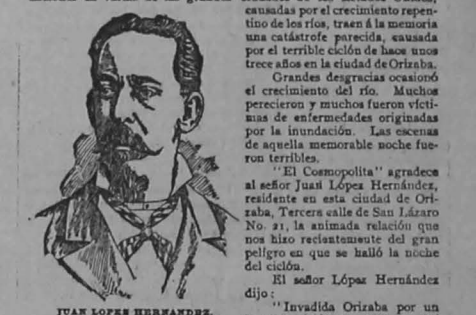 causadas por el crecimiento repen-
tino de los ríos, traen á la memoria
una catástrofe parecida, causada
por el terrible ciclón de hace unos
trece años en la ciudad de Orizaba.
Grandes desgracias ocasionó
el crecimiento del río. Muchos
perecieron y muchos fueron vícti-
mas de enfermedades originadas
por la inundación. Las escenas
de aquella memorable noche fue-
ron terribles.
"El Cosmopolita" agradece
al señor Juan López Hernández,
residente en esta ciudad de Ori-
zaba, Tercera calle de San Lázaro
No. 21, la animada relación que
nos hizo recientemente del gran
peligro en que se halló la noche
del ciclón.
El señor López Hernández
dijo:
"Invadida Orizaba por un
JUAN LOPEZ HERNANDEZ.